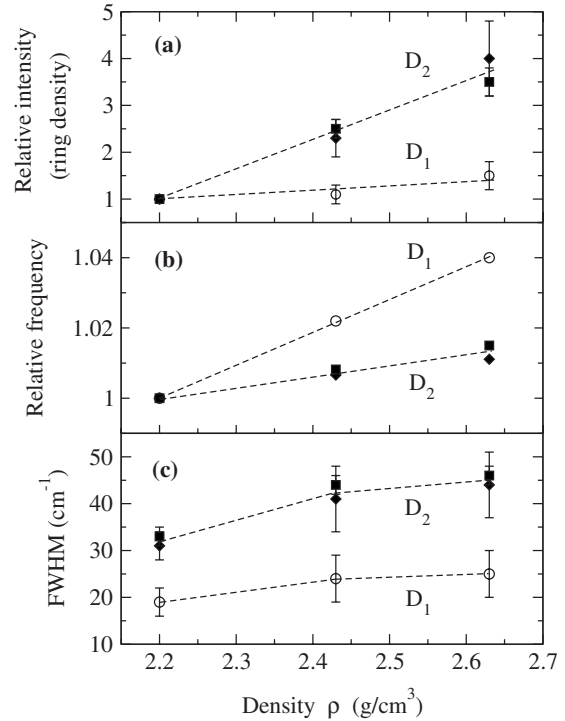 Relative intensity
(ring density)
5
4
3
2
1
(a)
D2
D1
Relative frequency
1.04
1.02
1
(b)
D1
D2
FWHM (cm-1)
50
40
30
20
10
(c)
D2
D1
2.2 2.3 2.4 2.5 2.6 2.7
Density ρ (g/cm3)